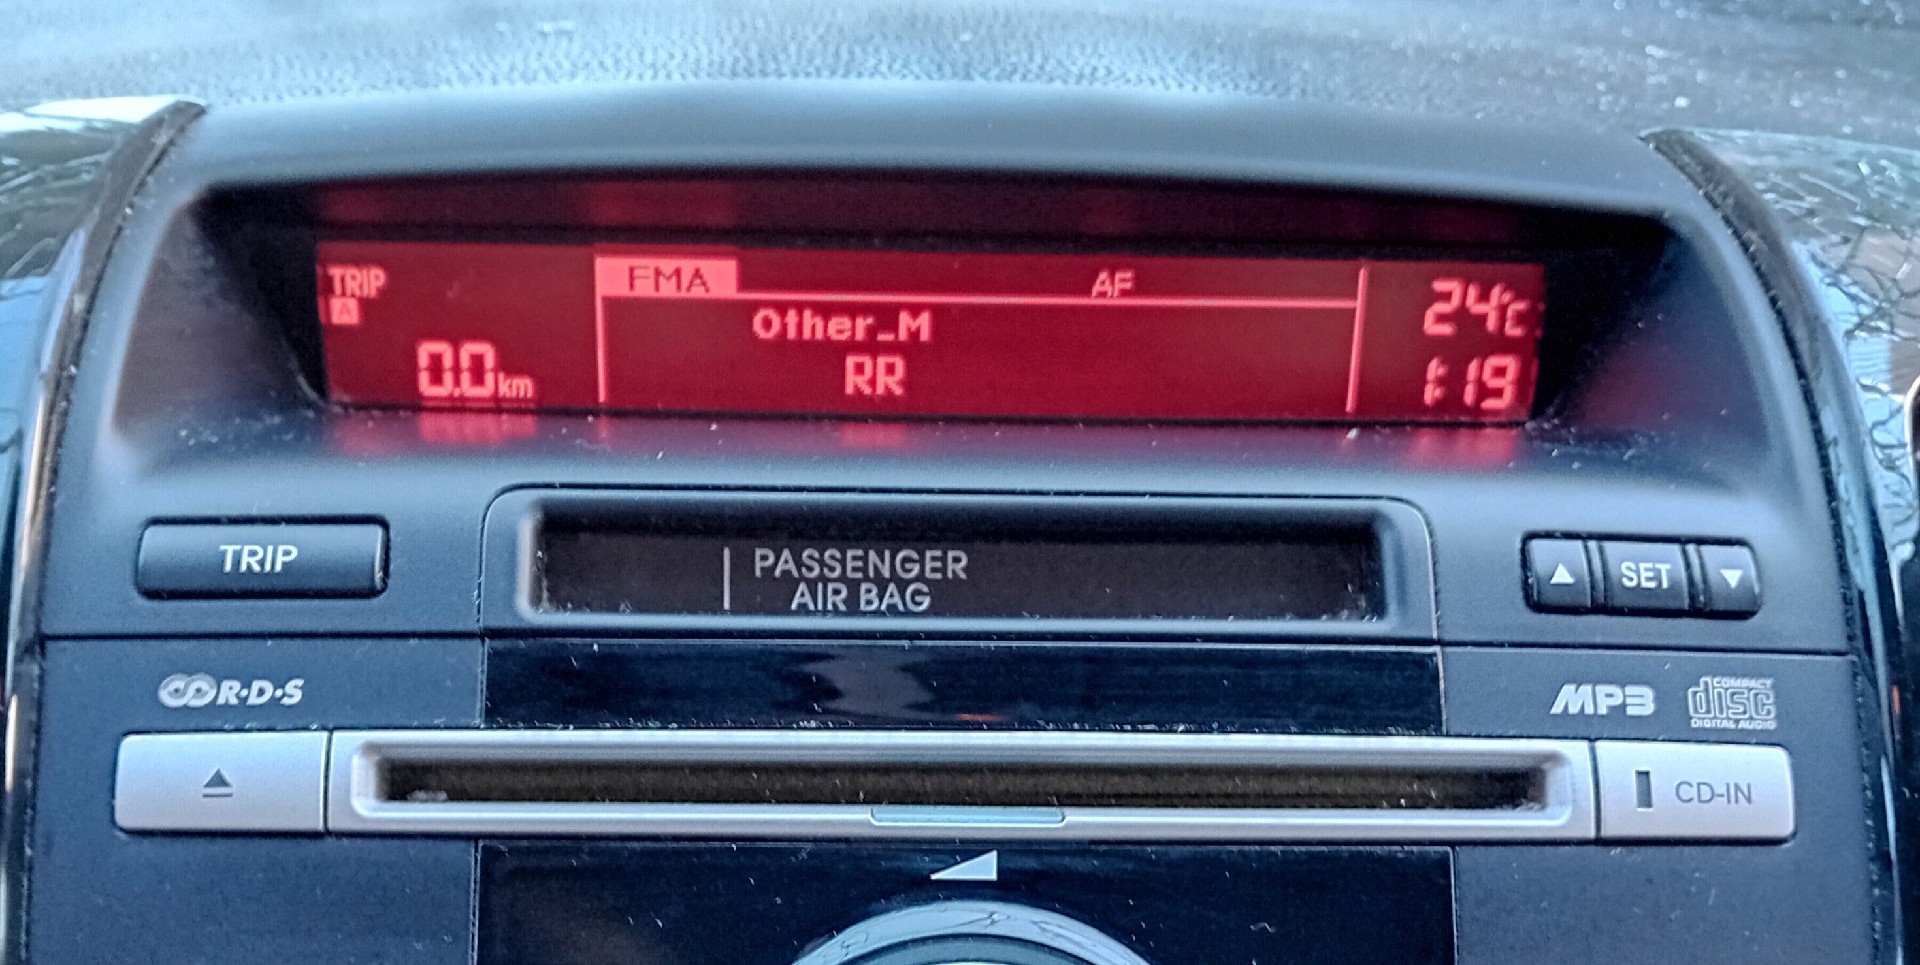 TRIP
A
0.0km
FMA
AF
Other_M
RR
24°C
1:19
TRIP
PASSENGER
AIR BAG
SET
R·D·S
MP3
COMPACT
disc
DIGITAL AUDIO
CD-IN